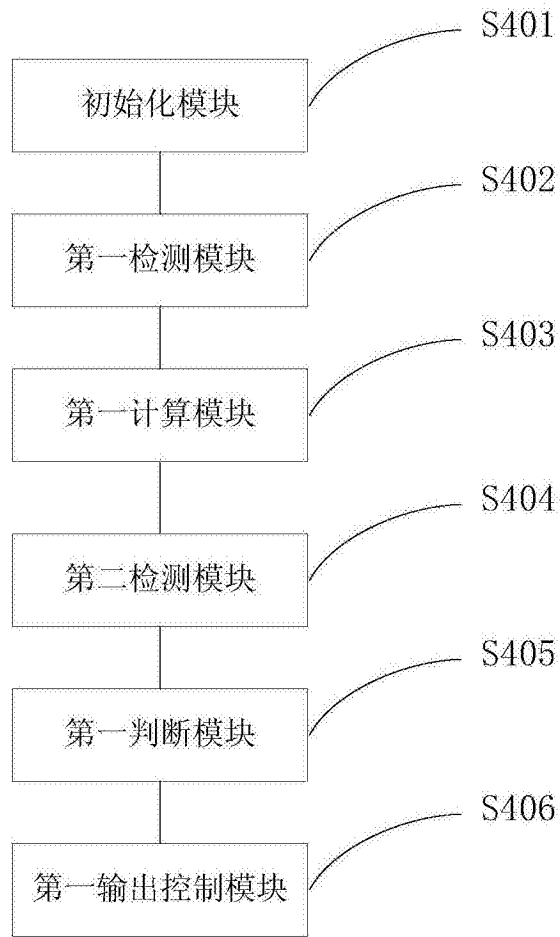 S401
初始化模块
S402
第一检测模块
S403
第一计算模块
S404
第二检测模块
S405
第一判断模块
S406
第一输出控制模块